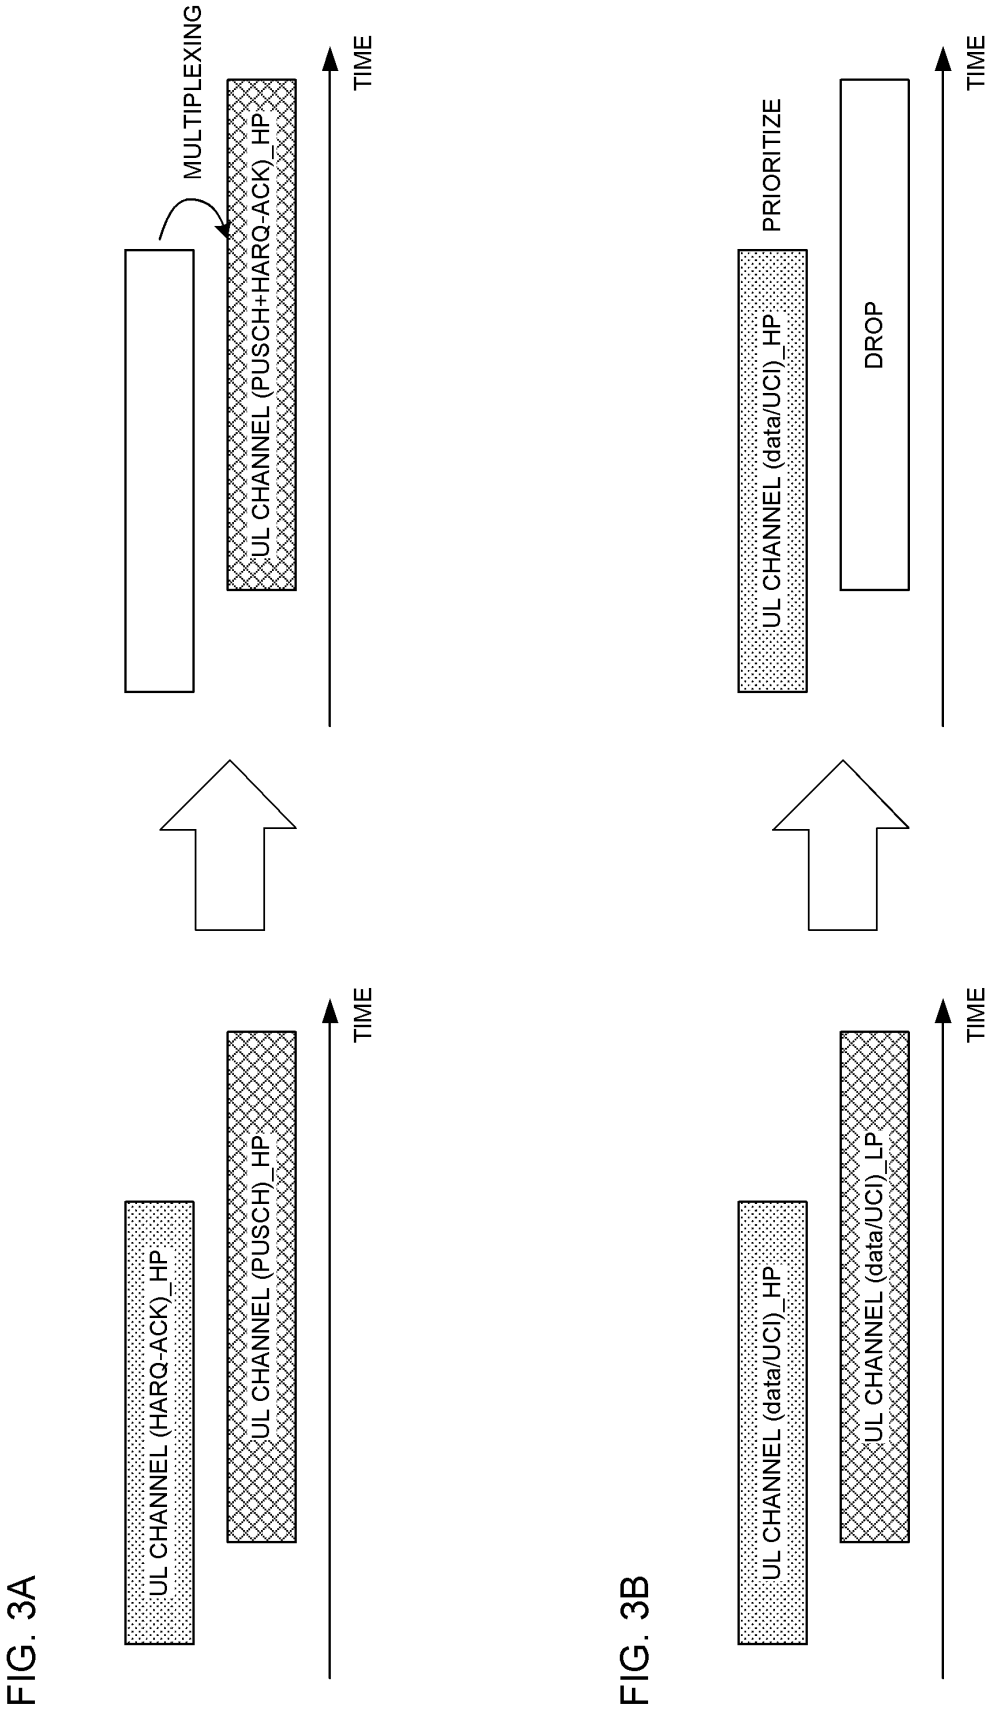 FIG. 3A
UL CHANNEL (HARQ-ACK)_HP
UL CHANNEL (PUSCH)_HP
TIME
MULTIPLEXING
UL CHANNEL (PUSCH+HARQ-ACK)_HP
TIME
FIG. 3B
UL CHANNEL (data/UCI)_HP
UL CHANNEL (data/UCI)_LP
TIME
UL CHANNEL (data/UCI)_HP
PRIORITIZE
DROP
TIME